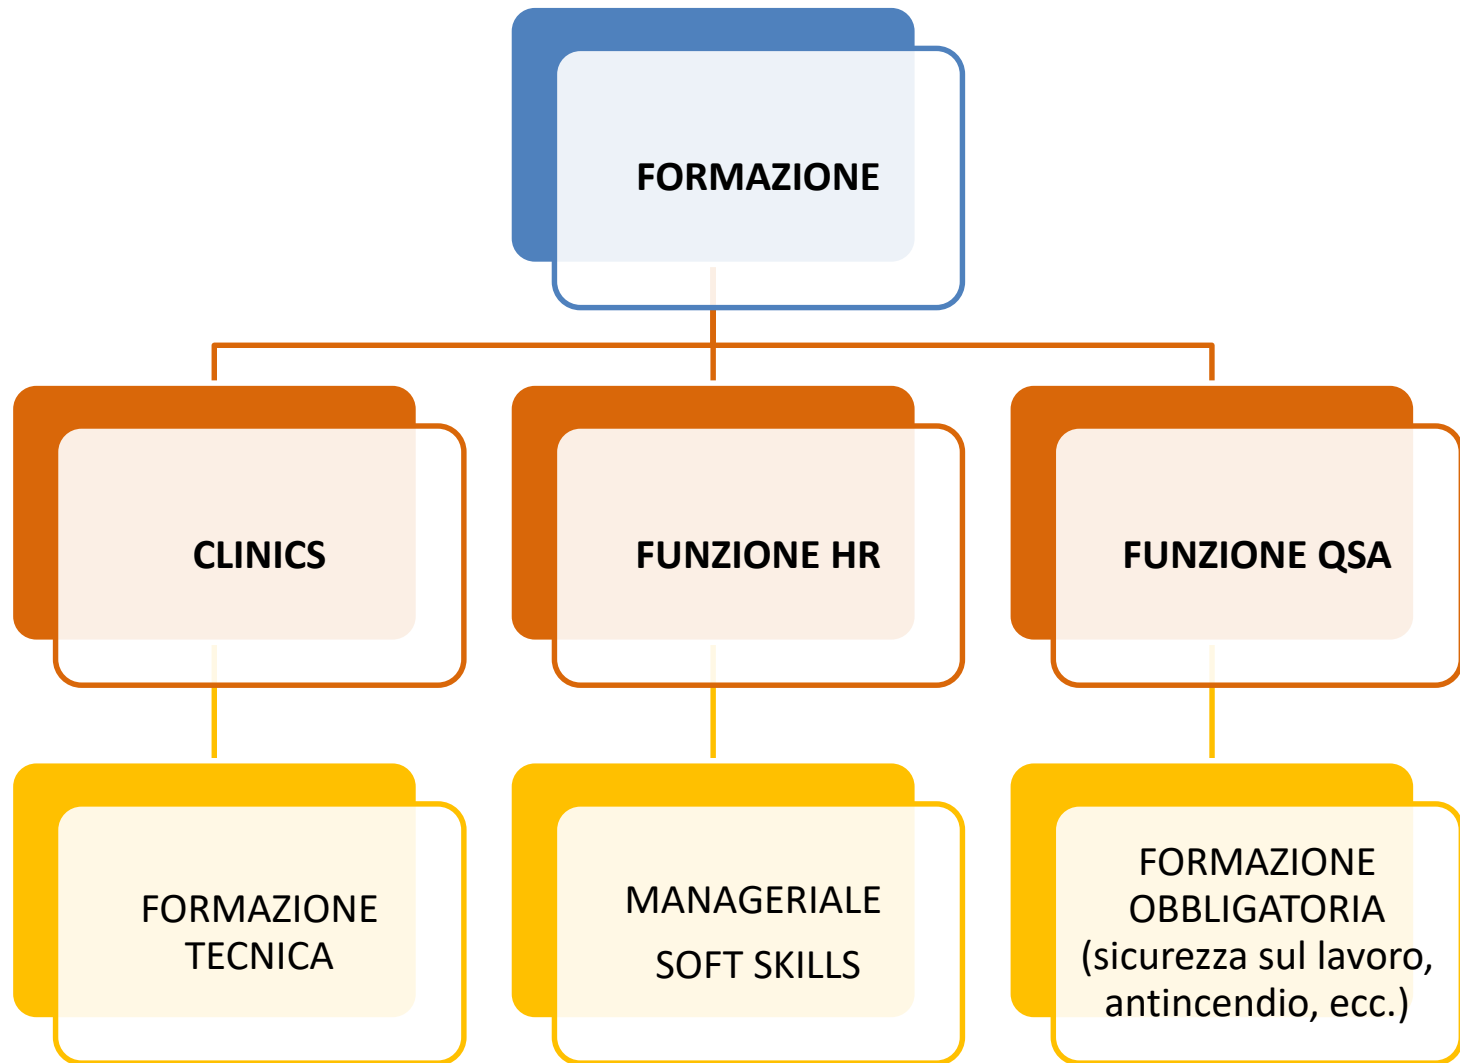 FORMAZIONE
CLINICS
FUNZIONE HR
FUNZIONE QSA
FORMAZIONE
TECNICA
MANAGERIALE
SOFT SKILLS
FORMAZIONE
OBBLIGATORIA
(sicurezza sul lavoro,
antincendio, ecc.)